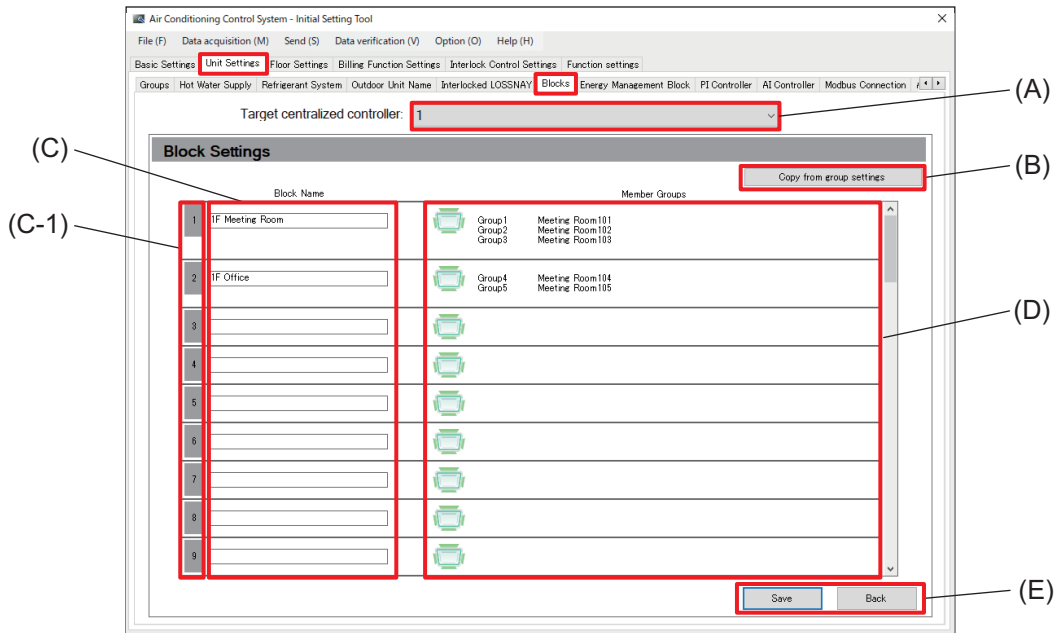 Air Conditioning Control System - Initial Setting Tool
File (F) Data acquisition (M) Send (S) Data verification (V) Option (O) Help (H)
Basic Settings Unit Settings Floor Settings Billing Function Settings Interlock Control Settings Function settings
Groups Hot Water Supply Refrigerant System Outdoor Unit Name Interlocked LOSSNAY Blocks Energy Management Block PI Controller AI Controller Modbus Connection
(A)
Target centralized controller: 1
(C)
Block Settings
(B)
Copy from group settings
Block Name Member Groups
(C-1)
1 1F Meeting Room Group1 Meeting Room101
Group2 Meeting Room102
Group3 Meeting Room103
2 1F Office Group4 Meeting Room104
Group5 Meeting Room105
(D)
3
4
5
6
7
8
9
Save Back
(E)